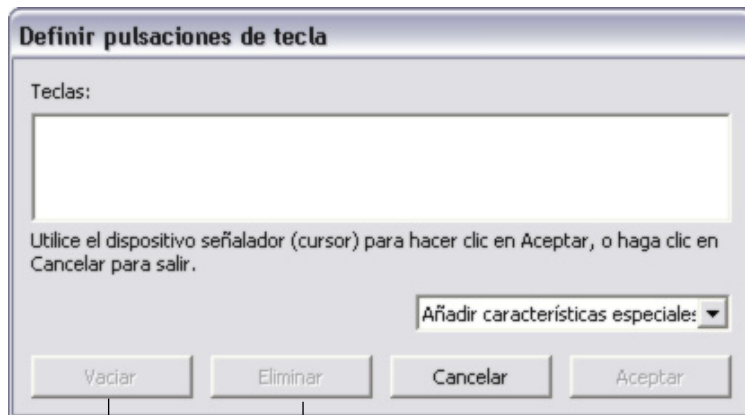 Definir pulsaciones de tecla
Teclas:
Utilice el dispositivo señalador (cursor) para hacer clic en Aceptar, o haga clic en
Cancelar para salir.
Añadir características especiales
Vaciar Eliminar Cancelar Aceptar